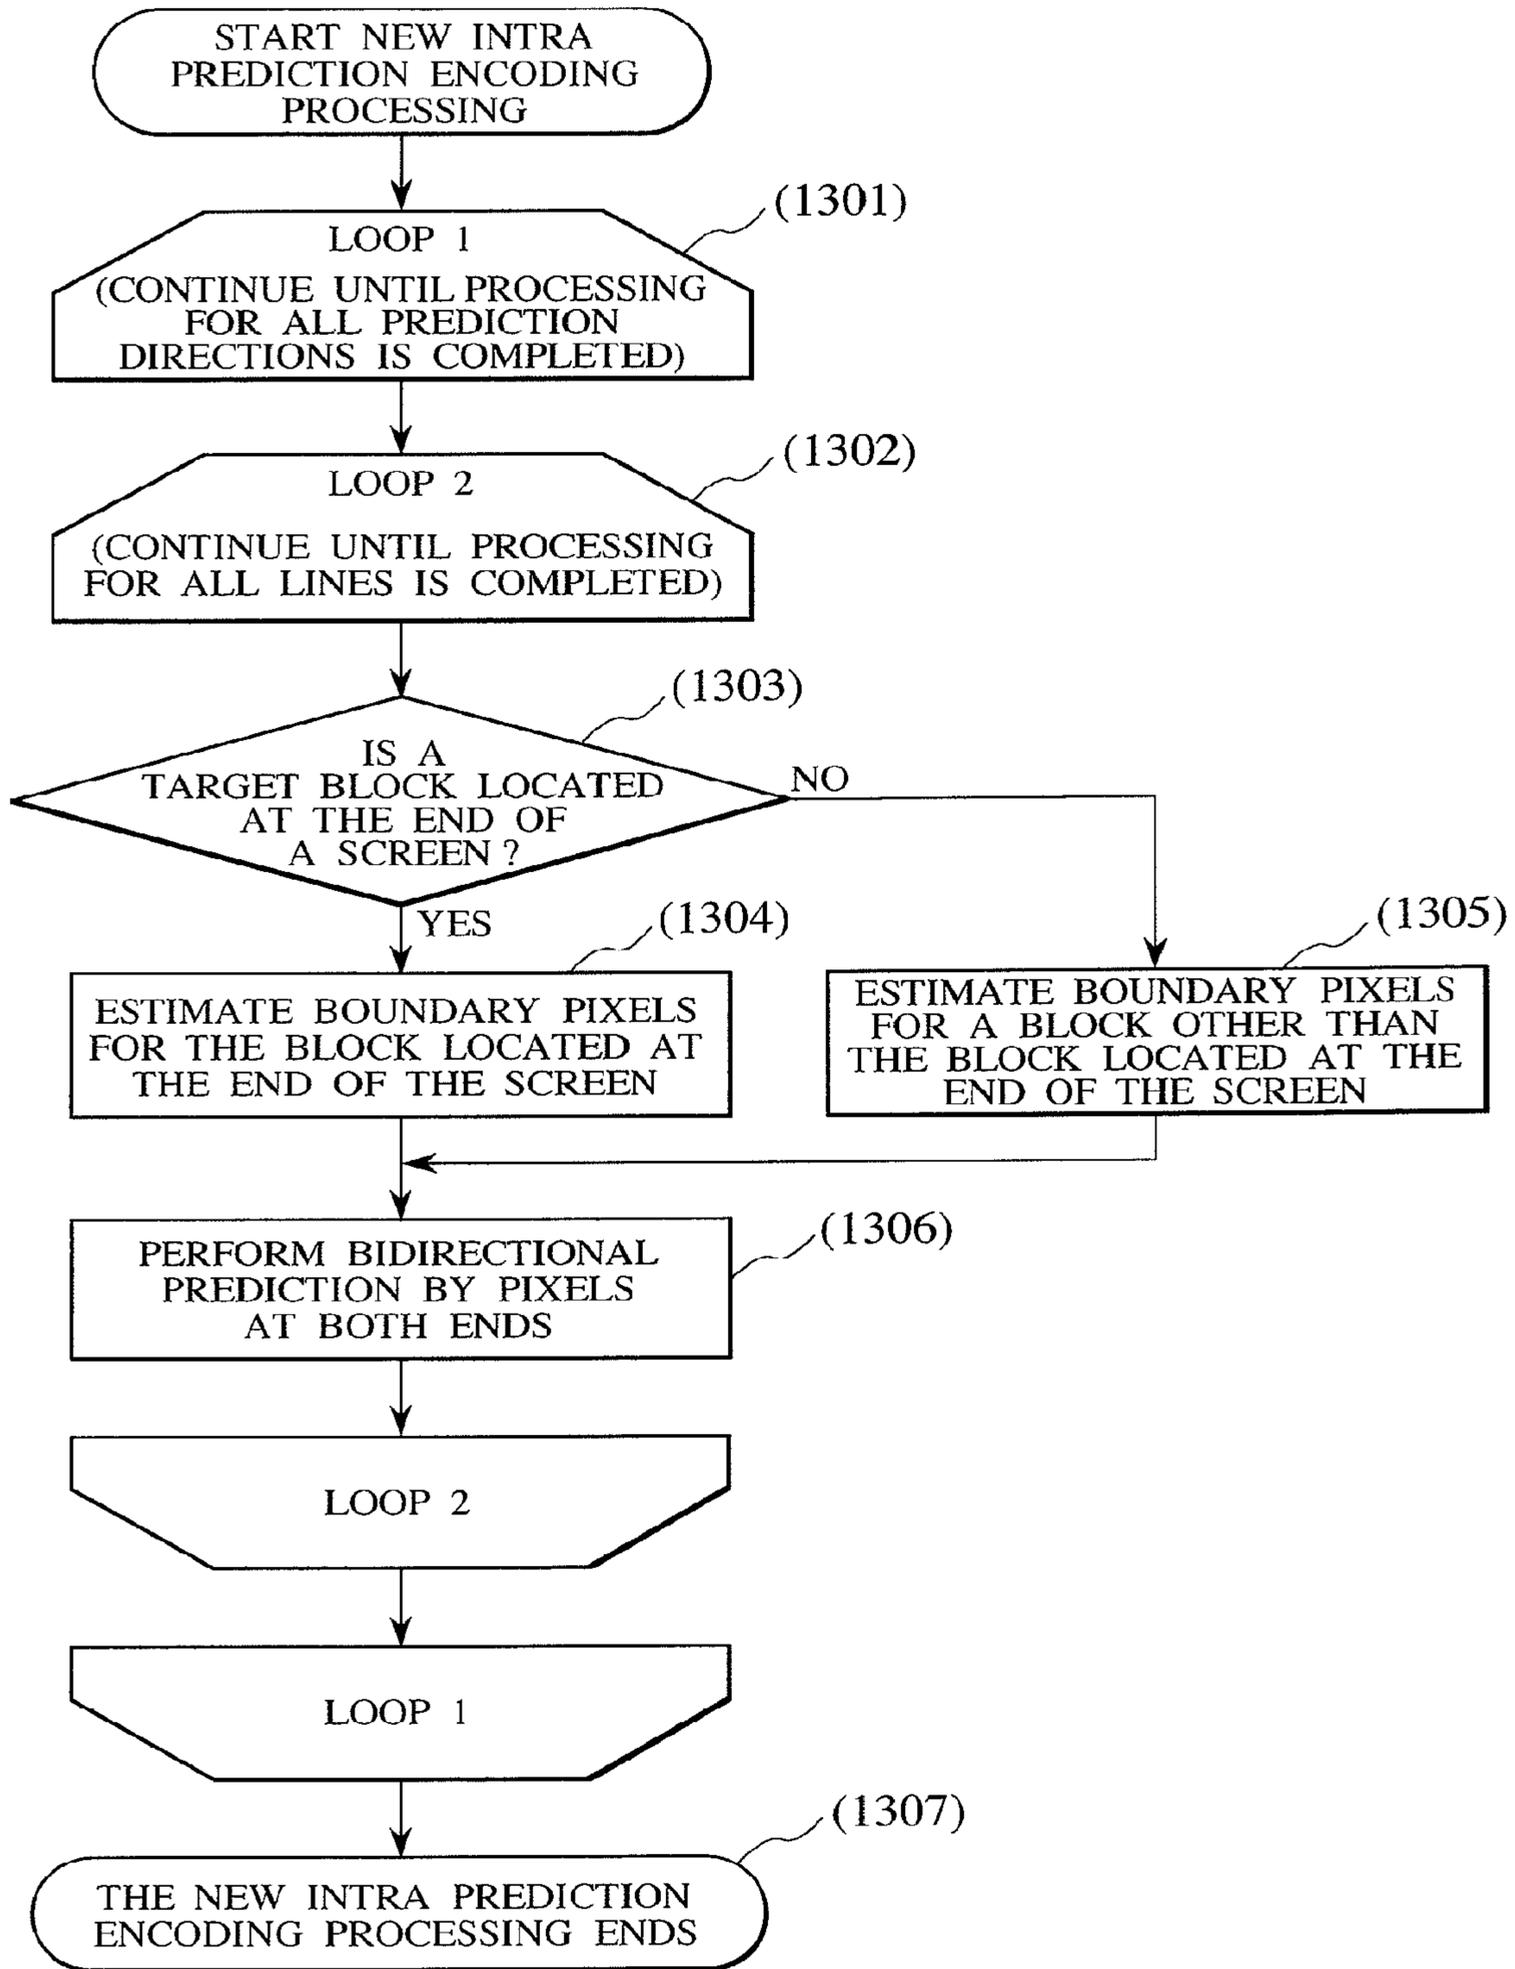 START NEW INTRA
PREDICTION ENCODING
PROCESSING
(1301)
LOOP 1
(CONTINUE UNTIL PROCESSING
FOR ALL PREDICTION
DIRECTIONS IS COMPLETED)
(1302)
LOOP 2
(CONTINUE UNTIL PROCESSING
FOR ALL LINES IS COMPLETED)
(1303)
IS A
TARGET BLOCK LOCATED
AT THE END OF
A SCREEN?
NO
YES
(1304)
ESTIMATE BOUNDARY PIXELS
FOR THE BLOCK LOCATED AT
THE END OF THE SCREEN
(1305)
ESTIMATE BOUNDARY PIXELS
FOR A BLOCK OTHER THAN
THE BLOCK LOCATED AT THE
END OF THE SCREEN
(1306)
PERFORM BIDIRECTIONAL
PREDICTION BY PIXELS
AT BOTH ENDS
LOOP 2
LOOP 1
(1307)
THE NEW INTRA PREDICTION
ENCODING PROCESSING ENDS